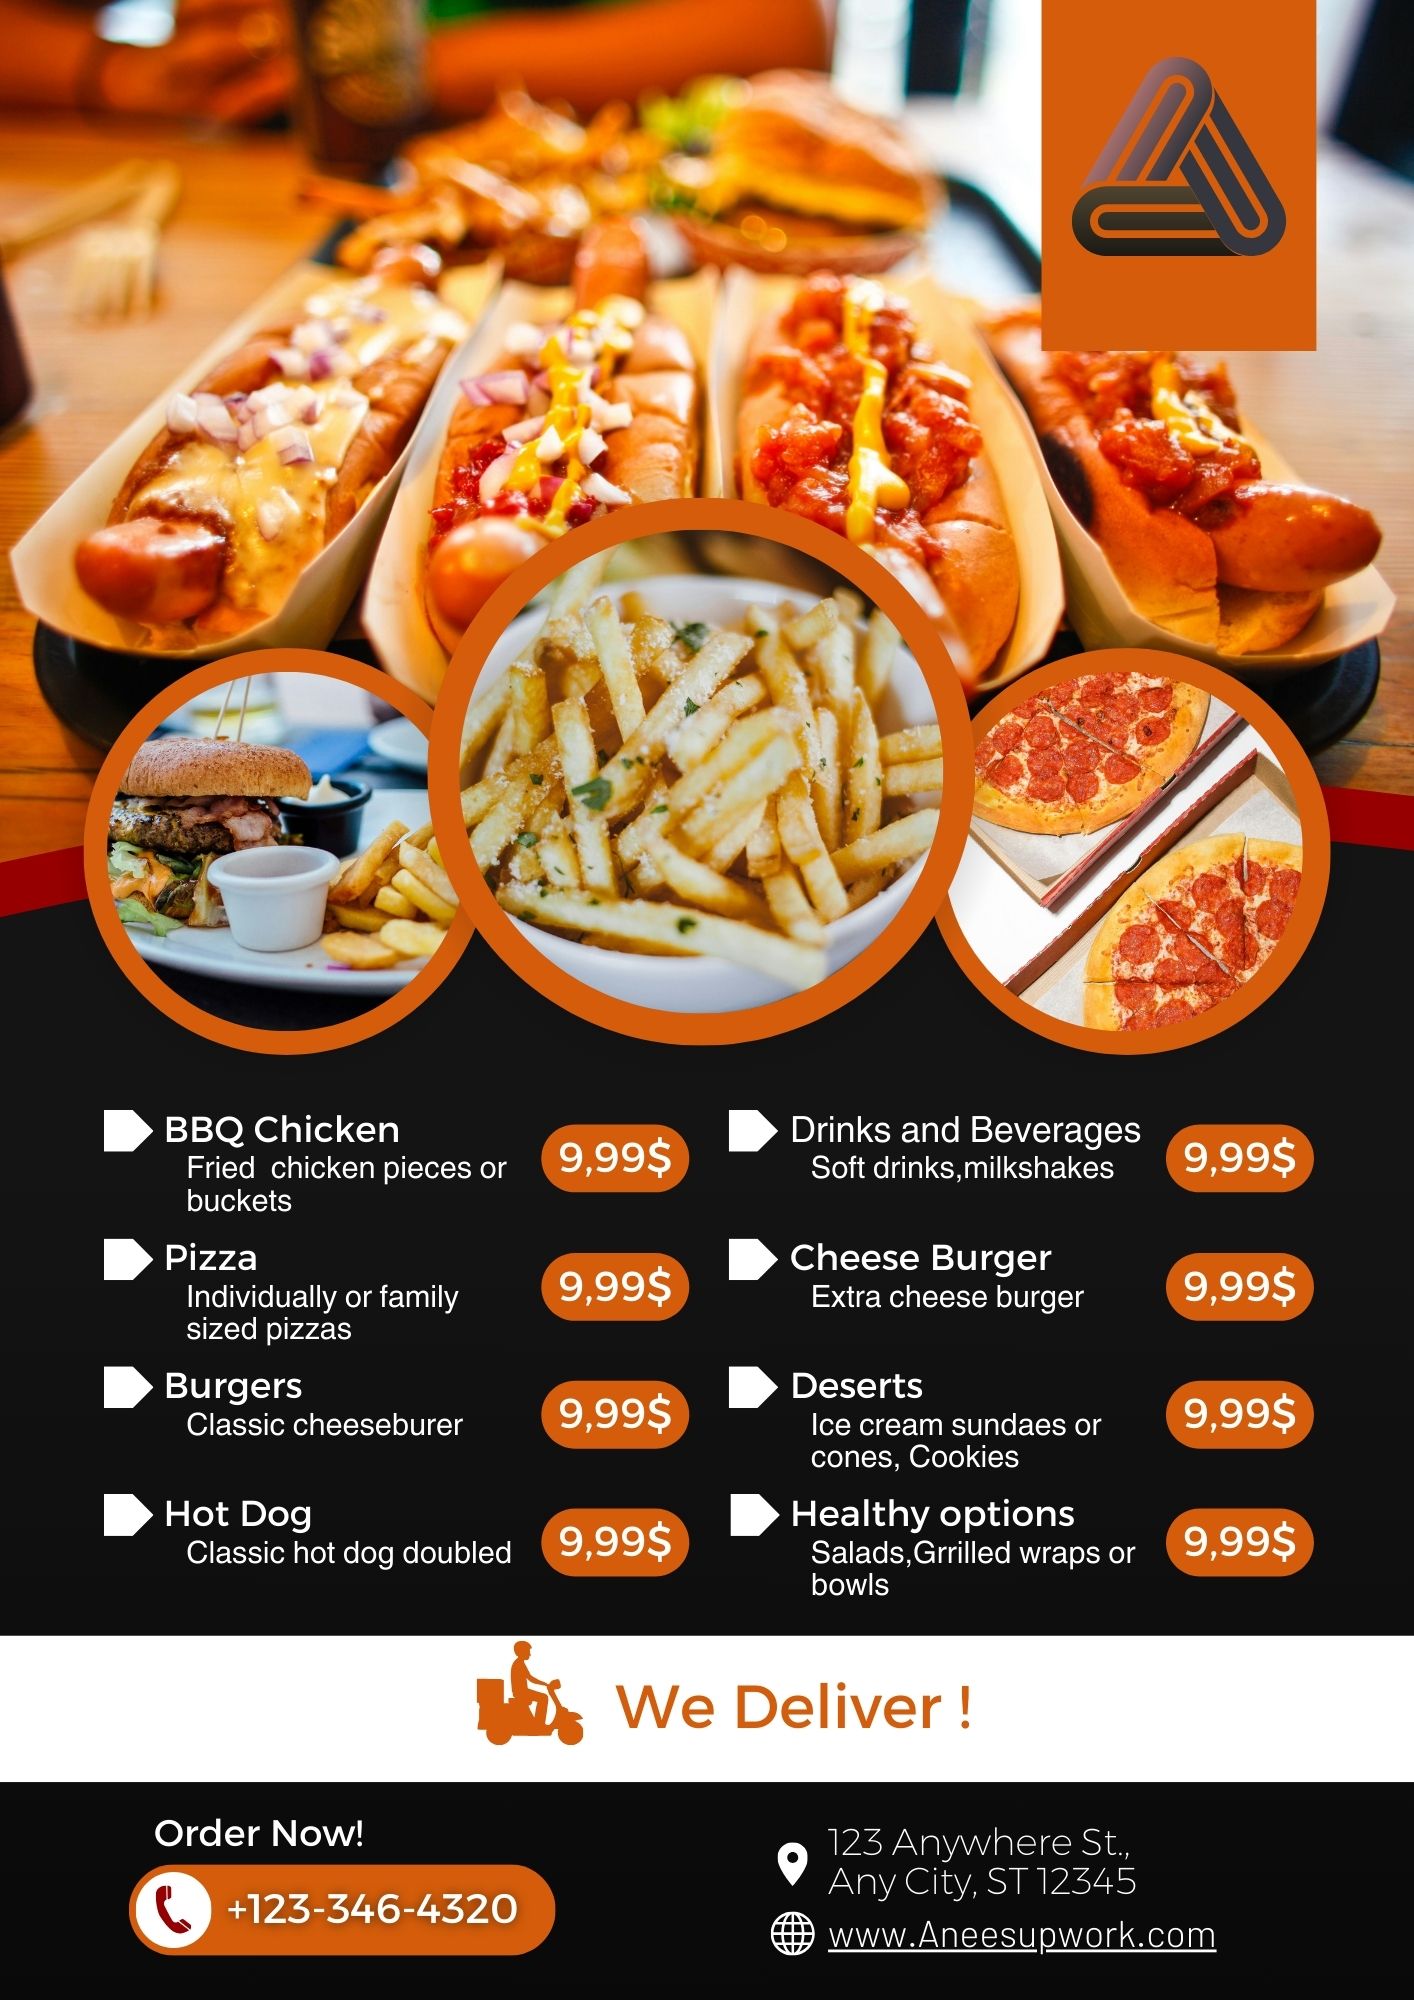 BBQ Chicken
Fried  chicken pieces or
buckets
9,99$
Pizza
Individually or family
sized pizzas
9,99$
Burgers
Classic cheeseburer
9,99$
Hot Dog
Classic hot dog doubled
9,99$
Drinks and Beverages
Soft drinks,milkshakes
9,99$
Cheese Burger
Extra cheese burger
9,99$
Deserts
Ice cream sundaes or
cones, Cookies
9,99$
Healthy options
Salads,Grrilled wraps or
bowls
9,99$
We Deliver !
Order Now!
+123-346-4320
123 Anywhere St.,
Any City, ST 12345
www.Aneesupwork.com